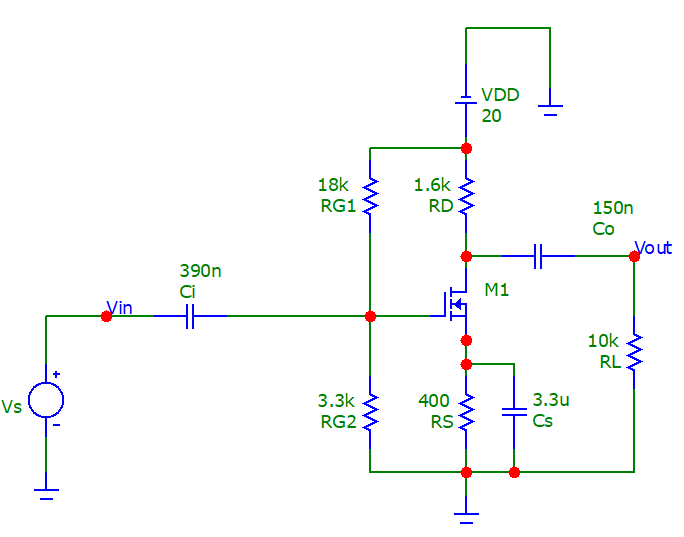 VDD
20
18k
RG1
1.6k
RD
150n
Co
Vout
390n
Ci
Vin
M1
Vs
+
-
3.3k
RG2
400
RS
3.3u
Cs
10k
RL